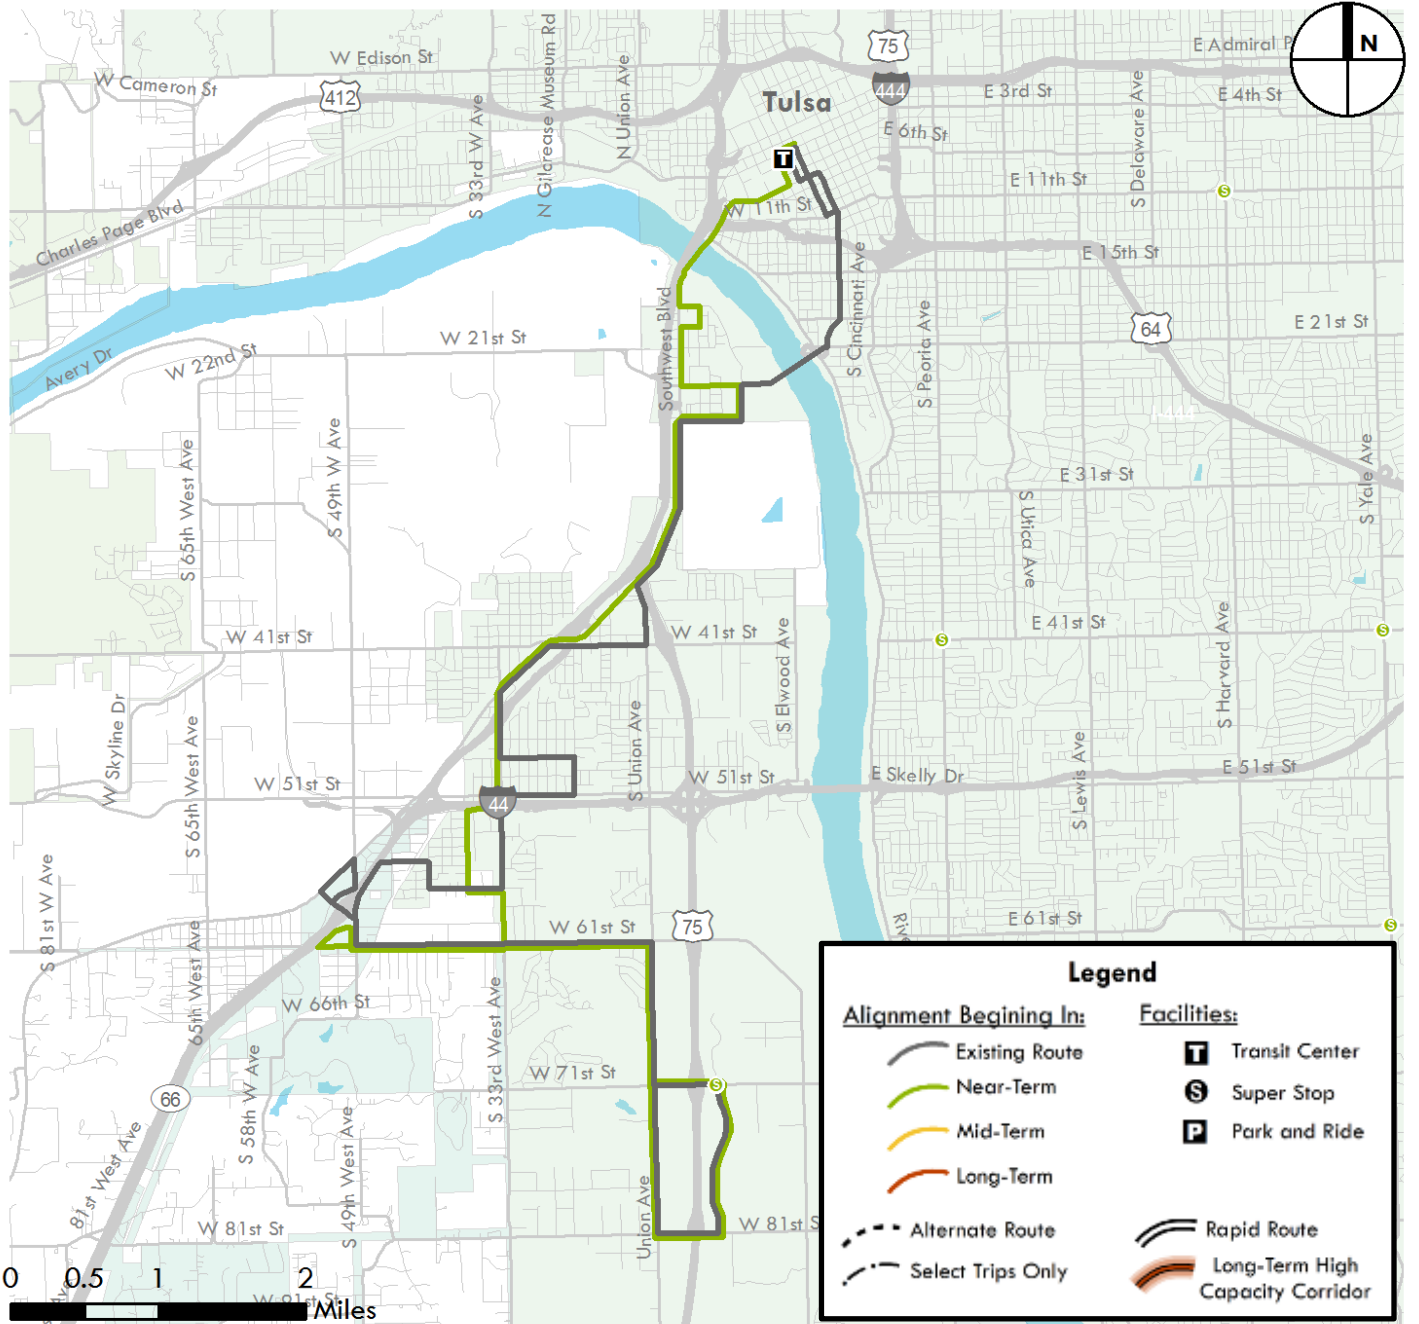 W Edison St
75
E Admiral P
N
W Cameron St
412
444
E 3rd St
E 4th St
Tulsa
E 6th St
S 33rd W Ave
N Gilcrease Museum Rd
N Union Ave
S Delaware Ave
T
E 11th St
S
W 11th St
Charles Page Blvd
E 15th St
S Cincinnati Ave
Southwest Blvd
S Peoria Ave
64
E 21st St
W 21st St
W 22nd St
Avery Dr
I-444
S 65th West Ave
S 49th W Ave
E 31st St
S Yale Ave
S Utica Ave
W 41st St
W 41st St
E 41st St
S
S
S Elwood Ave
S Harvard Ave
W Skyline Dr
S 65th West Ave
S Union Ave
S Lewis Ave
W 51st St
44
W 51st St
E Skelly Dr
E 51st St
S 81st W Ave
65th West Ave
W 61st St
75
Rive
E 61st St
S
W 66th St
S 33rd West Ave
W 71st St
S
66
S 58th W Ave
S 49th West Ave
81st West Ave
Union Ave
W 81st St
W 81st S
W 91st St
st Ave
0 0.5 1 2
Miles
Legend
Alignment Begining In:
Existing Route
Near-Term
Mid-Term
Long-Term
Alternate Route
Select Trips Only
Facilities:
T Transit Center
S Super Stop
P Park and Ride
Rapid Route
Long-Term High
Capacity Corridor